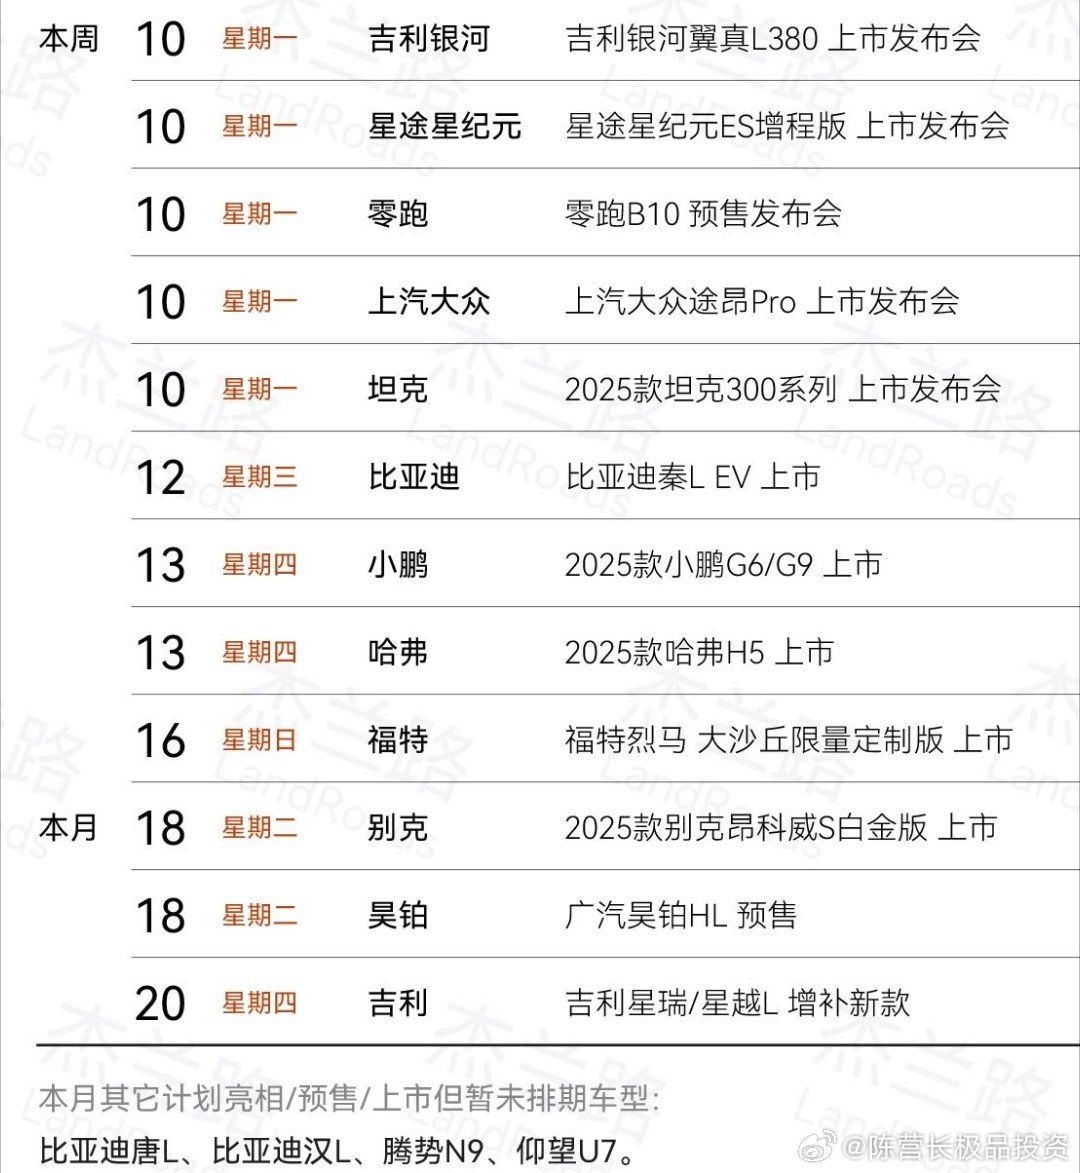 本周 10 星期一 吉利银河 吉利银河翼真L380 上市发布会
10 星期一 星途星纪元 星途星纪元ES增程版 上市发布会
10 星期一 零跑 零跑B10 预售发布会
10 星期一 上汽大众 上汽大众途昂Pro 上市发布会
10 星期一 坦克 2025款坦克300系列 上市发布会
12 星期三 比亚迪 比亚迪秦L EV 上市
13 星期四 小鹏 2025款小鹏G6/G9 上市
13 星期四 哈弗 2025款哈弗H5 上市
16 星期日 福特 福特烈马 大沙丘限量定制版 上市
本月 18 星期二 别克 2025款别克昂科威S白金版 上市
18 星期二 昊铂 广汽昊铂HL 预售
20 星期四 吉利 吉利星瑞/星越L 增补新款
本月其它计划亮相/预售/上市但暂未排期车型:
比亚迪唐L、比亚迪汉L、腾势N9、仰望U7。
杰兰路
LandRoads
@陈营长极品投资